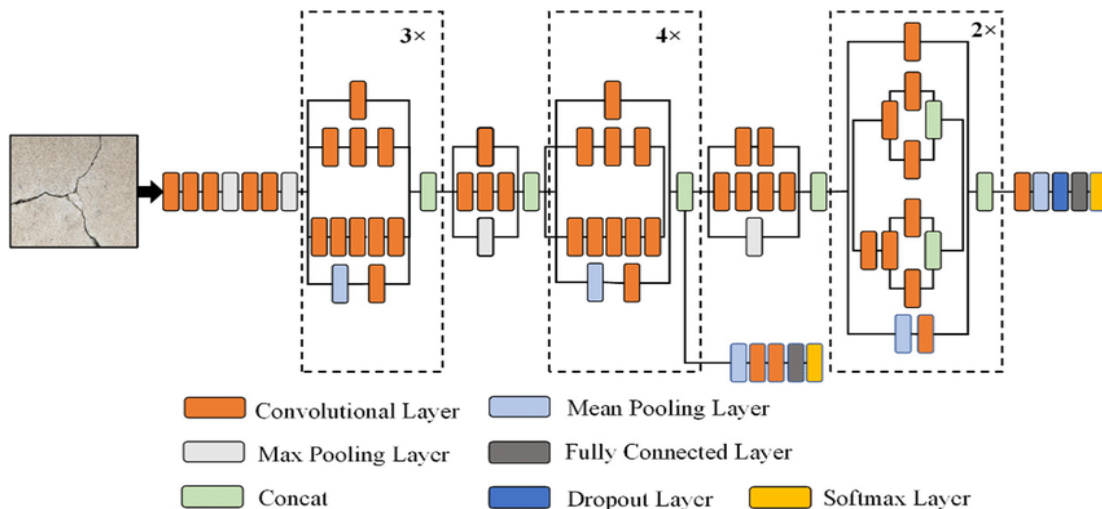 3×
4×
2×
Convolutional Layer
Mean Pooling Layer
Max Pooling Layer
Fully Connected Layer
Concat
Dropout Layer
Softmax Layer